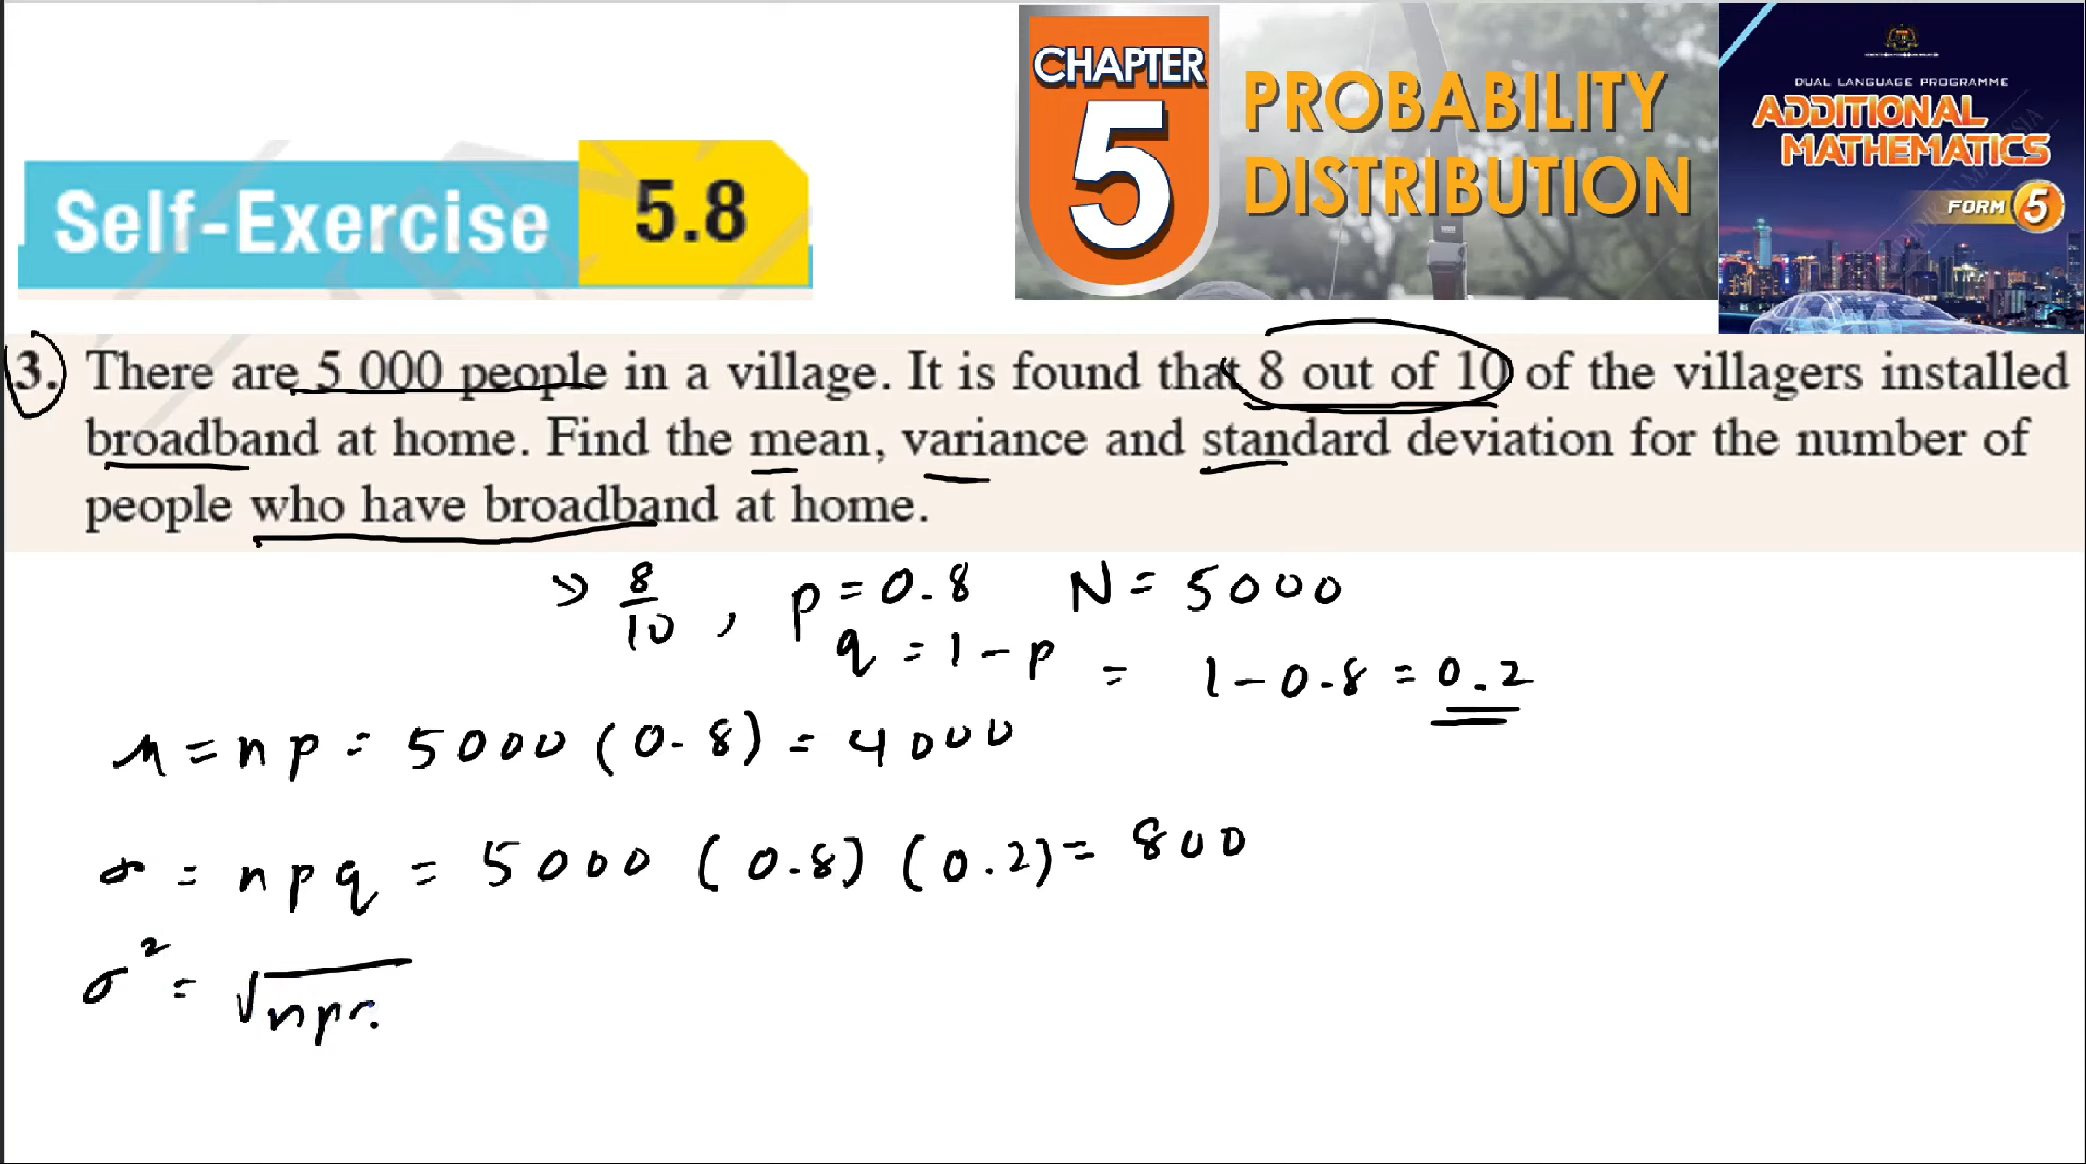 CHAPTER
5
PROBABILITY
DISTRIBUTION
DUAL LANGUAGE PROGRAMME
ADDITIONAL
MATHEMATICS
FORM 5
Self-Exercise 5.8
3. There are 5 000 people in a village. It is found that 8 out of 10 of the villagers installed
broadband at home. Find the mean, variance and standard deviation for the number of
people who have broadband at home.
>> 8/10 , p = 0.8 N = 5000
q = 1 - p = 1 - 0.8 = 0.2
μ = np = 5000 (0.8) = 4000
σ = npq = 5000 (0.8) (0.2) = 800
σ² = √np